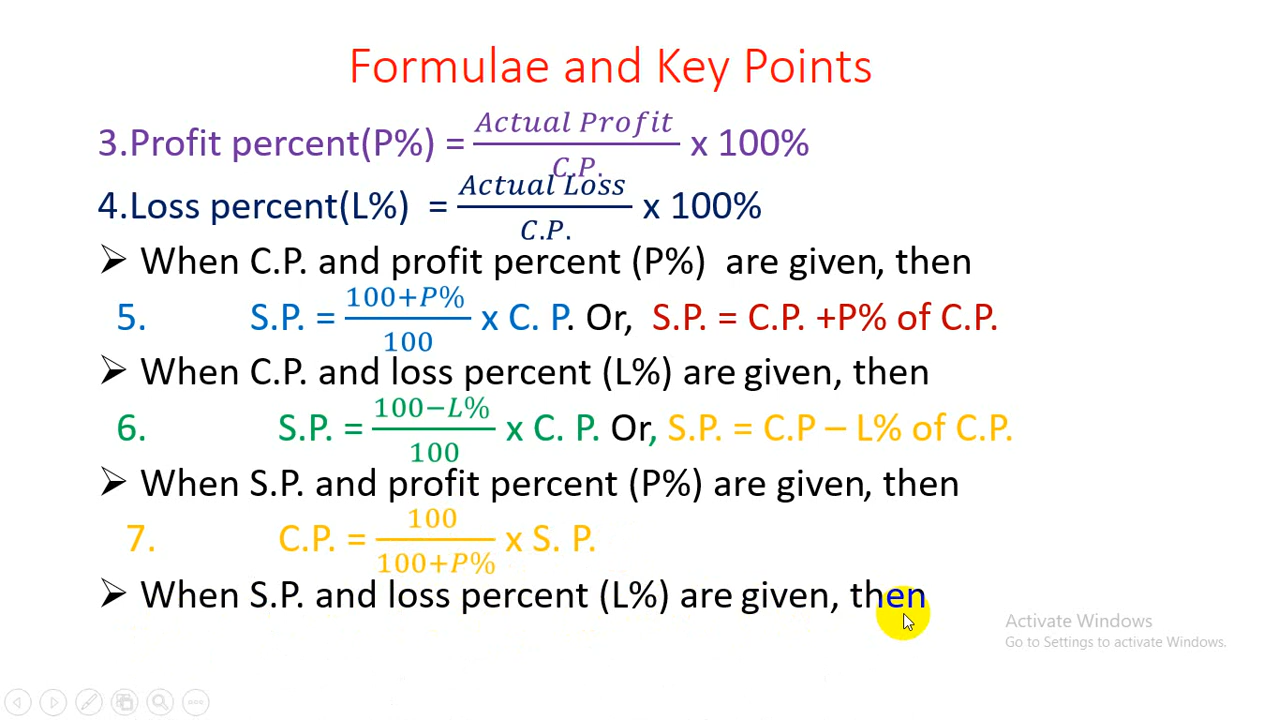 Formulae and Key Points
3.Profit percent(P%) = Actual Profit / C.P. x 100%
4.Loss percent(L%) = Actual Loss / C.P. x 100%
➢ When C.P. and profit percent (P%) are given, then
5. S.P. = 100+P% / 100 x C. P. Or, S.P. = C.P. +P% of C.P.
➢ When C.P. and loss percent (L%) are given, then
6. S.P. = 100−L% / 100 x C. P. Or, S.P. = C.P – L% of C.P.
➢ When S.P. and profit percent (P%) are given, then
7. C.P. = 100 / 100+P% x S. P.
➢ When S.P. and loss percent (L%) are given, then
Activate Windows
Go to Settings to activate Windows.